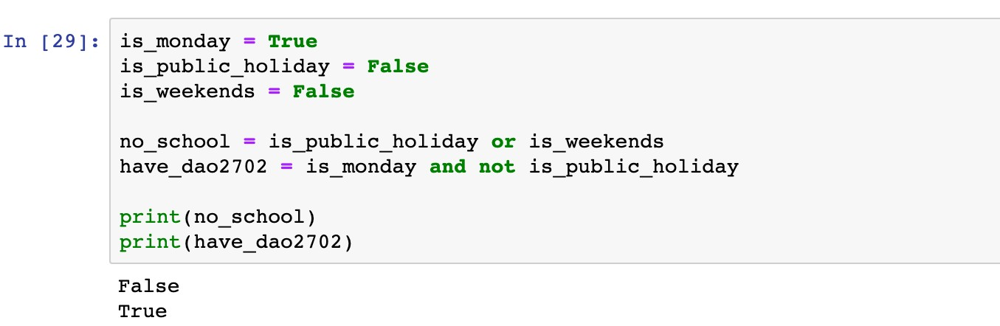 In [29]: is_monday = True
is_public_holiday = False
is_weekends = False
no_school = is_public_holiday or is_weekends
have_dao2702 = is_monday and not is_public_holiday
print(no_school)
print(have_dao2702)
False
True